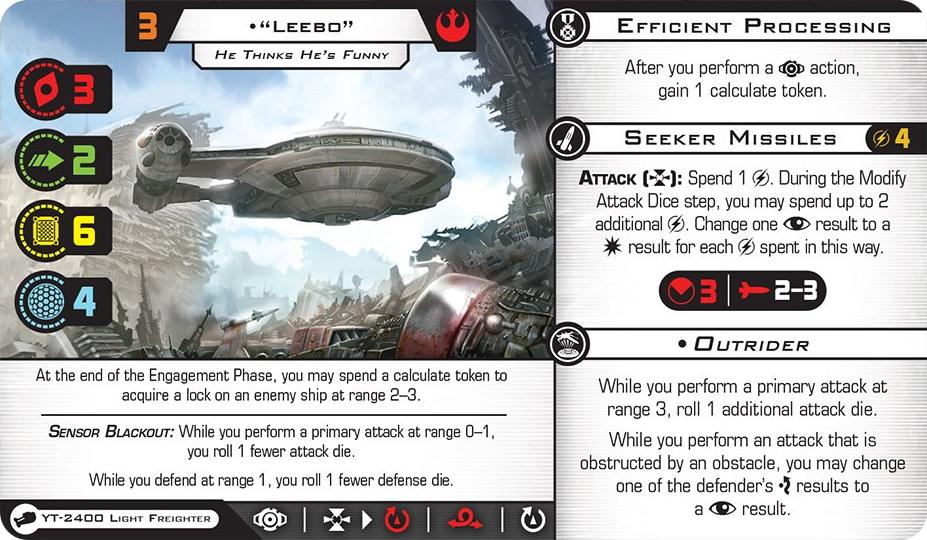 3
•“Leebo”
He Thinks He’s Funny
3
2
6
4
At the end of the Engagement Phase, you may spend a calculate token to
acquire a lock on an enemy ship at range 2–3.
Sensor Blackout: While you perform a primary attack at range 0–1,
you roll 1 fewer attack die.
While you defend at range 1, you roll 1 fewer defense die.
YT-2400 Light Freighter
Efficient Processing
After you perform a action,
gain 1 calculate token.
Seeker Missiles
4
Attack ( ): Spend 1 . During the Modify
Attack Dice step, you may spend up to 2
additional . Change one result to a
result for each spent in this way.
3 2–3
• Outrider
While you perform a primary attack at
range 3, roll 1 additional attack die.
While you perform an attack that is
obstructed by an obstacle, you may change
one of the defender’s results to
a result.